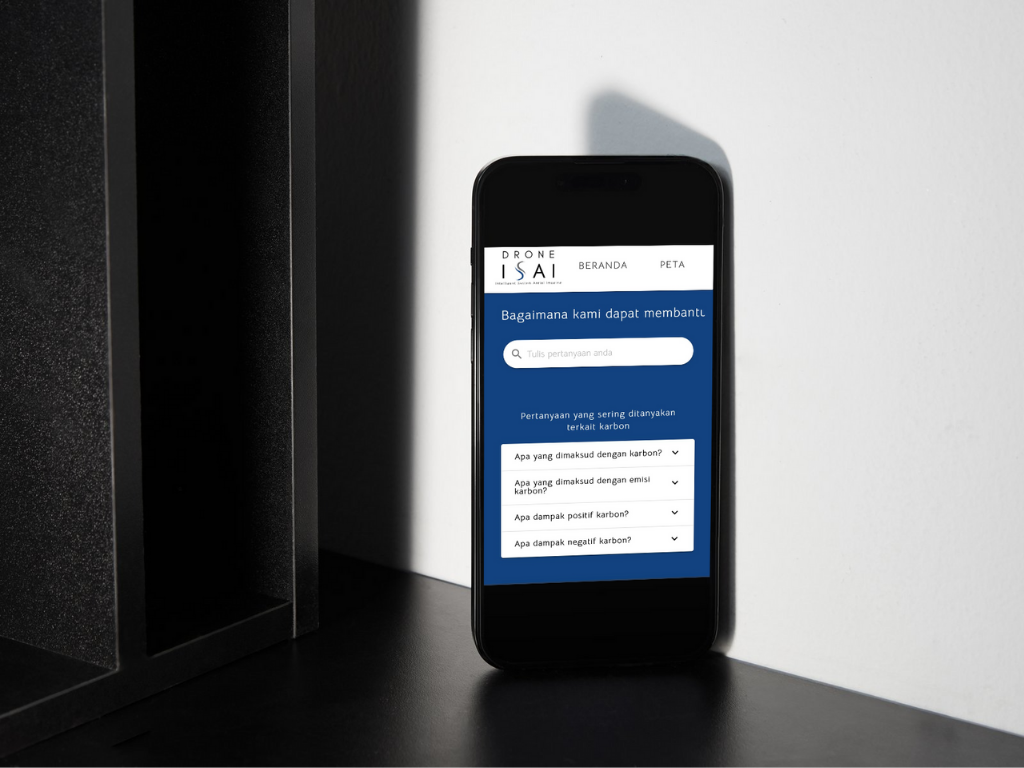 DRONE
ISAI
BERANDA PETA
Bagaimana kami dapat membantu
Tulis pertanyaan anda
Pertanyaan yang sering ditanyakan
terkait karbon
Apa yang dimaksud dengan karbon?
Apa yang dimaksud dengan emisi
karbon?
Apa dampak positif karbon?
Apa dampak negatif karbon?